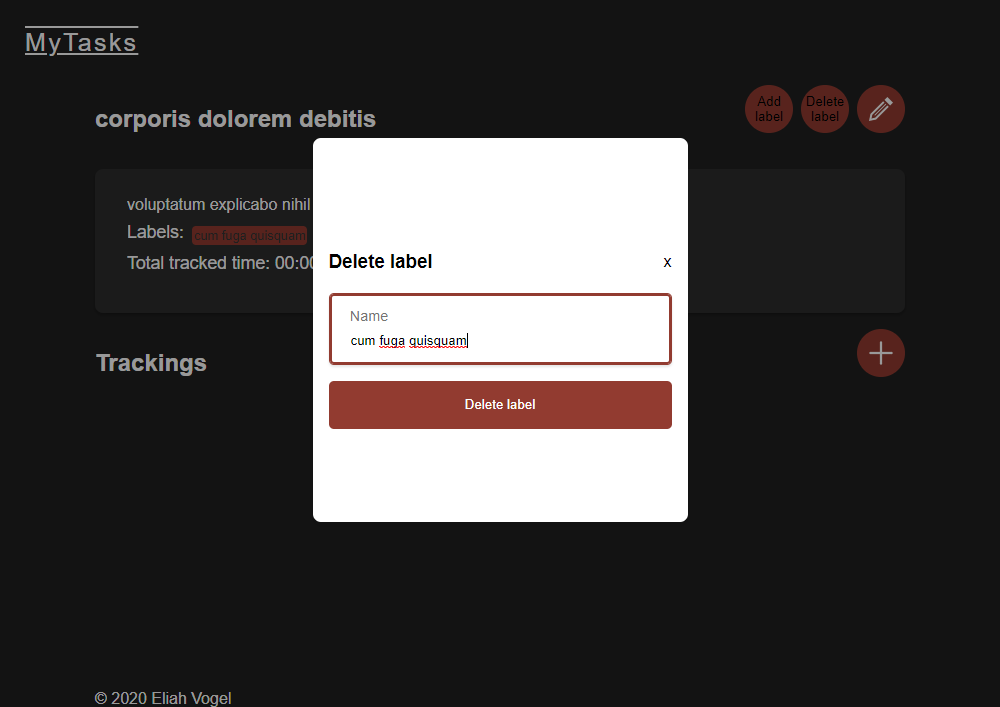 MyTasks
Add
label
Delete
label
corporis dolorem debitis
voluptatum explicabo nihil
Labels: cum fuga quisquam
Total tracked time: 00:00
Delete label x
Name
cum fuga quisquam
Delete label
Trackings
© 2020 Eliah Vogel